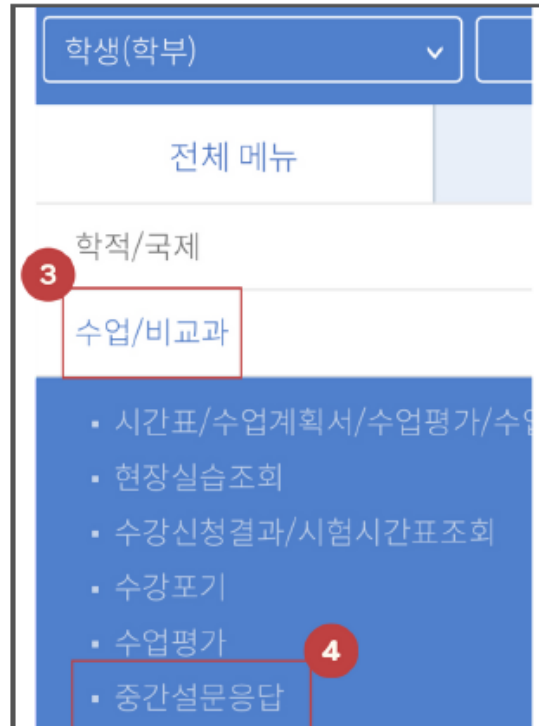 학생(학부)
전체 메뉴
학적/국제
3
수업/비교과
▪ 시간표/수업계획서/수업평가/수업
▪ 현장실습조회
▪ 수강신청결과/시험시간표조회
▪ 수강포기
▪ 수업평가
4
▪ 중간설문응답